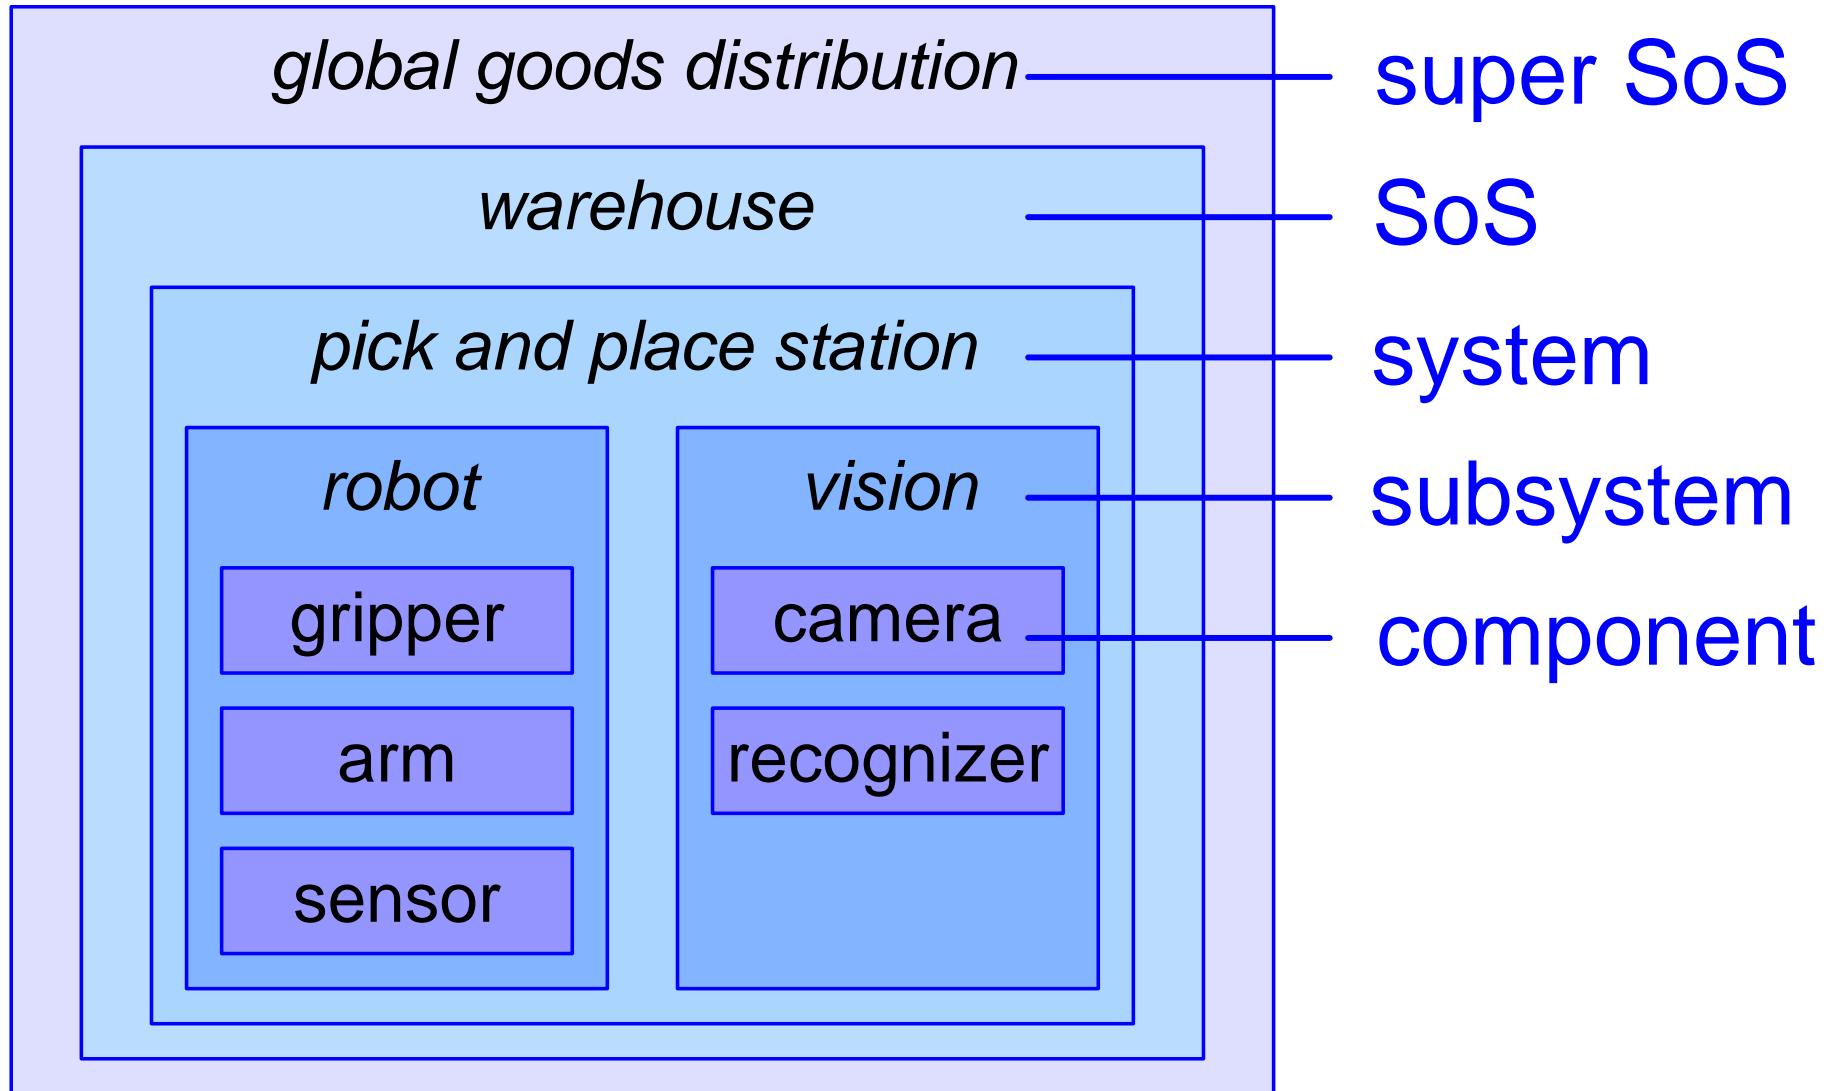 global goods distribution
super SoS
warehouse
SoS
pick and place station
system
robot
vision
subsystem
gripper
camera
component
arm
recognizer
sensor